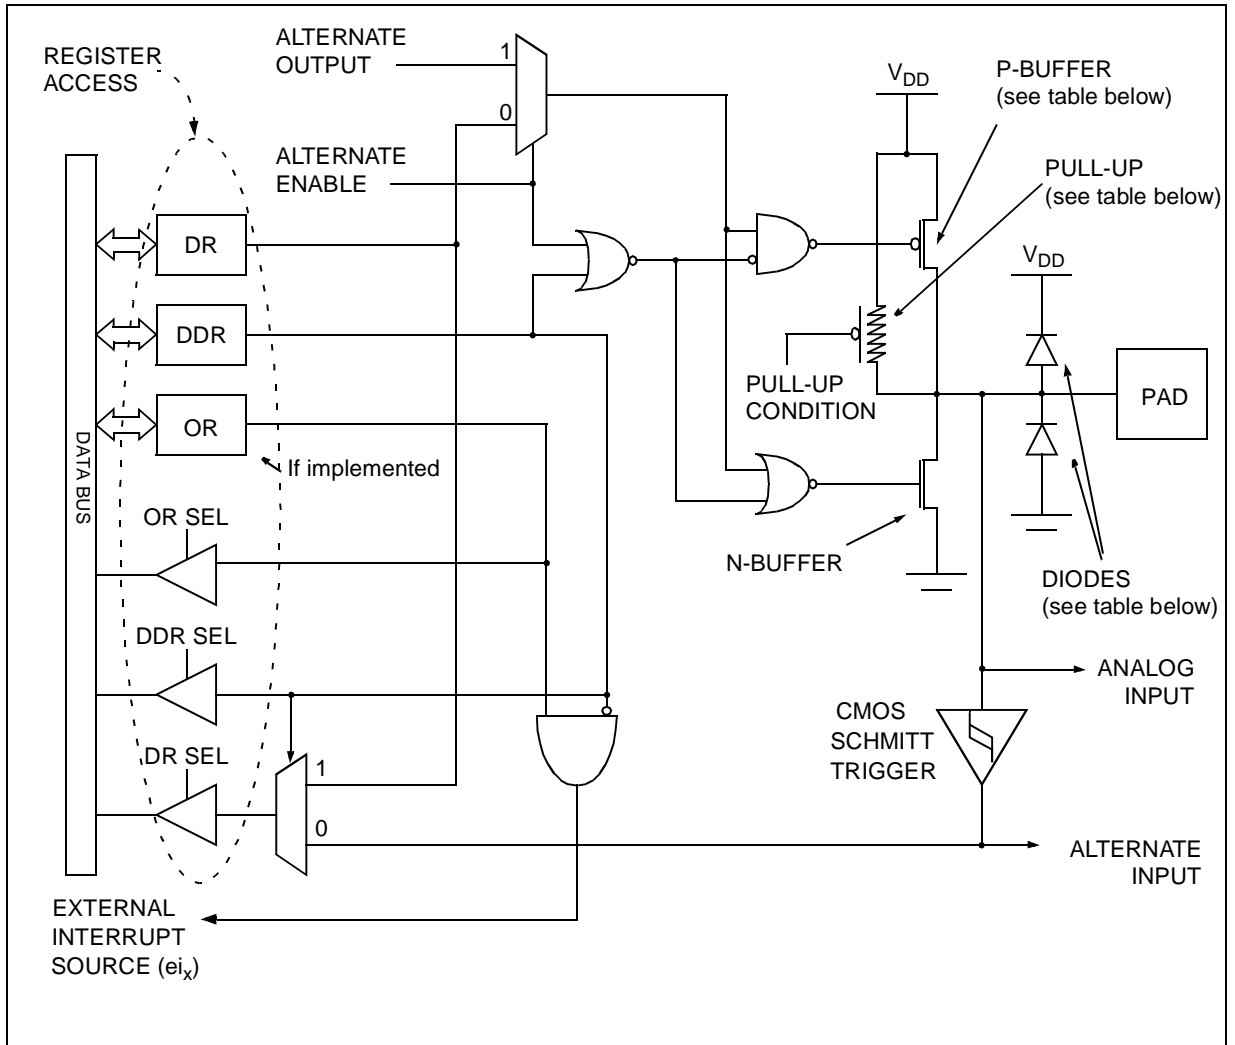 REGISTER
ACCESS
ALTERNATE
OUTPUT
1
0
ALTERNATE
ENABLE
VDD
P-BUFFER
(see table below)
PULL-UP
(see table below)
DR
DDR
OR
If implemented
DATA BUS
VDD
PULL-UP
CONDITION
PAD
OR SEL
N-BUFFER
DIODES
(see table below)
DDR SEL
ANALOG
INPUT
CMOS
SCHMITT
TRIGGER
DR SEL
1
0
ALTERNATE
INPUT
EXTERNAL
INTERRUPT
SOURCE (eix)